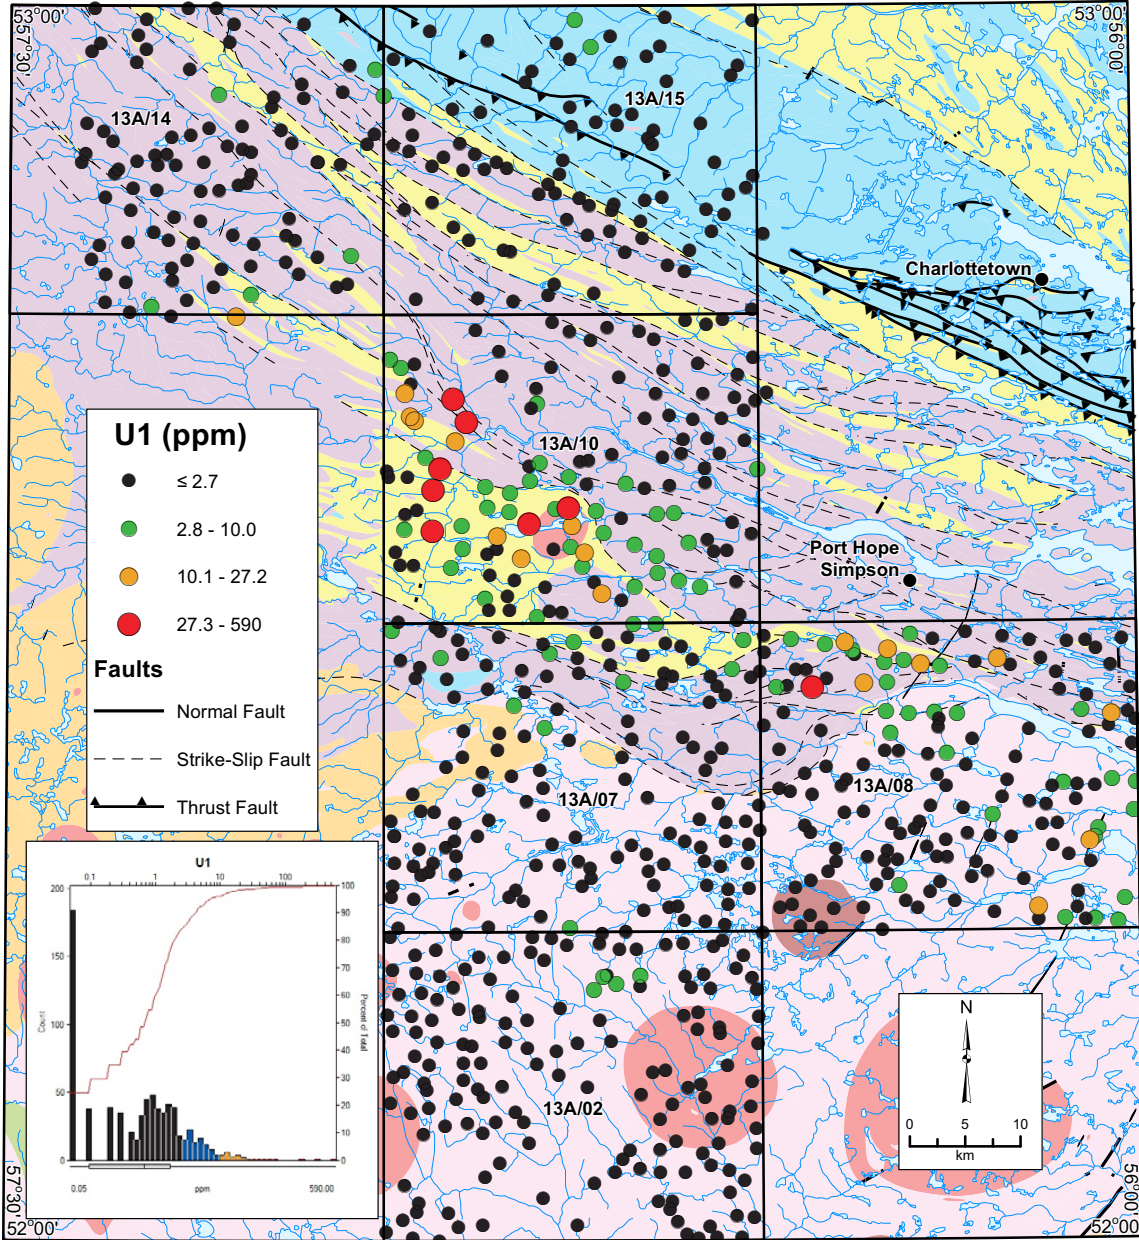 53°00'
57°30'
53°00'
56°00'
13A/14
13A/15
Charlottetown
U1 (ppm)
≤ 2.7
2.8 - 10.0
10.1 - 27.2
27.3 - 590
Faults
Normal Fault
Strike-Slip Fault
Thrust Fault
13A/10
Port Hope
Simpson
13A/07
13A/08
U1
0.1 1 10 100
200
150
100
50
0
Count
100
90
80
70
60
50
40
30
20
10
0
Percent of Total
0.05 ppm 590.00
13A/02
N
0 5 10
km
57°30'
52°00'
56°00'
52°00'